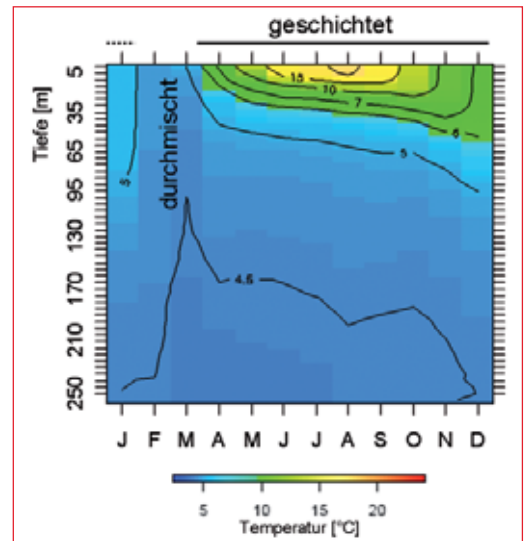 geschichtet
Tiefe [m]
5
35
65
95
130
170
210
250
durchmischt
15
10
7
6
5
5
4.5
J F M A M J J A S O N D
5 10 15 20
Temperatur [°C]